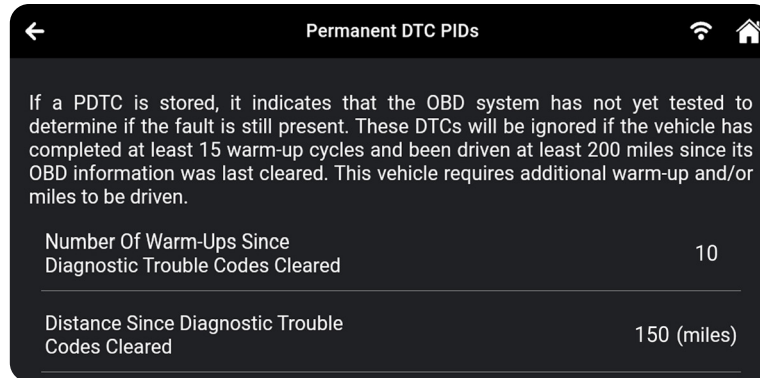 Permanent DTC PIDs
If a PDTC is stored, it indicates that the OBD system has not yet tested to
determine if the fault is still present. These DTCs will be ignored if the vehicle has
completed at least 15 warm-up cycles and been driven at least 200 miles since its
OBD information was last cleared. This vehicle requires additional warm-up and/or
miles to be driven.
Number Of Warm-Ups Since
Diagnostic Trouble Codes Cleared
10
Distance Since Diagnostic Trouble
Codes Cleared
150 (miles)